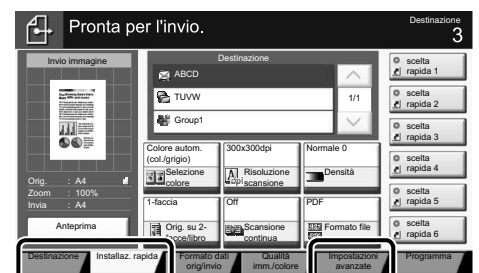 Pronta per l'invio.
Destinazione
3
Invio immagine
Orig. : A4
Zoom : 100%
Invia : A4
Anteprima
Destinazione
ABCD
TUVW
Group1
1/1
Colore autom.
(col./grigio)
Selezione
colore
300x300dpi
Dpi
Risoluzione
scansione
Normale 0
Densità
1-faccia
Orig. su 2-
facce/libro
Off
Scansione
continua
PDF
Formato file
scelta
rapida 1
scelta
rapida 2
scelta
rapida 3
scelta
rapida 4
scelta
rapida 5
scelta
rapida 6
Destinazione
Installaz. rapida
Formato dati
orig/invio
Qualità
imm./colore
Impostazioni
avanzate
Programma